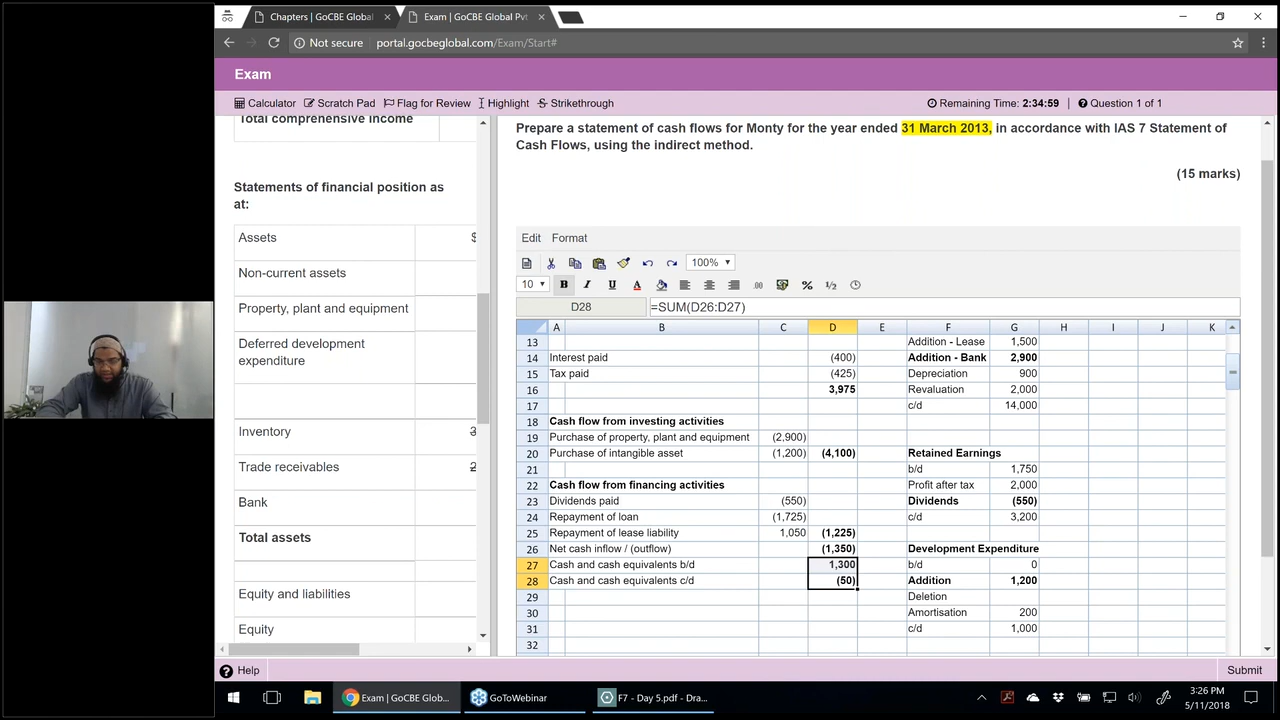 Chapters | GoCBE Global
Exam | GoCBE Global Pvt
Not secure portal.gocbeglobal.com/Exam/Start#
Exam
Calculator Scratch Pad Flag for Review Highlight Strikethrough Remaining Time: 2:34:59 Question 1 of 1
Total comprehensive income
Statements of financial position as
at:
Assets $
Non-current assets
Property, plant and equipment
Deferred development
expenditure
Inventory 3
Trade receivables 2
Bank
Total assets
Equity and liabilities
Equity
Prepare a statement of cash flows for Monty for the year ended 31 March 2013, in accordance with IAS 7 Statement of
Cash Flows, using the indirect method.
(15 marks)
Edit Format
100%
10 B I U A % 1/2
D28 =SUM(D26:D27)
A B C D E F G H I J K
13 Addition - Lease 1,500
14 Interest paid (400) Addition - Bank 2,900
15 Tax paid (425) Depreciation 900
16 3,975 Revaluation 2,000
17 c/d 14,000
18 Cash flow from investing activities
19 Purchase of property, plant and equipment (2,900)
20 Purchase of intangible asset (1,200) (4,100) Retained Earnings
21 b/d 1,750
22 Cash flow from financing activities Profit after tax 2,000
23 Dividends paid (550) Dividends (550)
24 Repayment of loan (1,725) c/d 3,200
25 Repayment of lease liability 1,050 (1,225)
26 Net cash inflow / (outflow) (1,350) Development Expenditure
27 Cash and cash equivalents b/d 1,300 b/d 0
28 Cash and cash equivalents c/d (50) Addition 1,200
29 Deletion
30 Amortisation 200
31 c/d 1,000
32
Help Submit
Exam | GoCBE Glob... GoToWebinar F7 - Day 5.pdf - Dra... 3:26 PM
5/11/2018